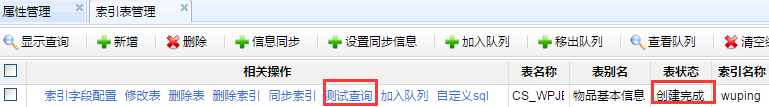 属性管理 索引表管理
显示查询 新增 删除 信息同步 设置同步信息 加入队列 移出队列 查看队列
相关操作 表名称 表别名 表状态 索引名称
索引字段配置 修改表 删除表 删除索引 同步索引 测试查询 加入队列 自定义sql 物品基本信息 创建完成 wuping